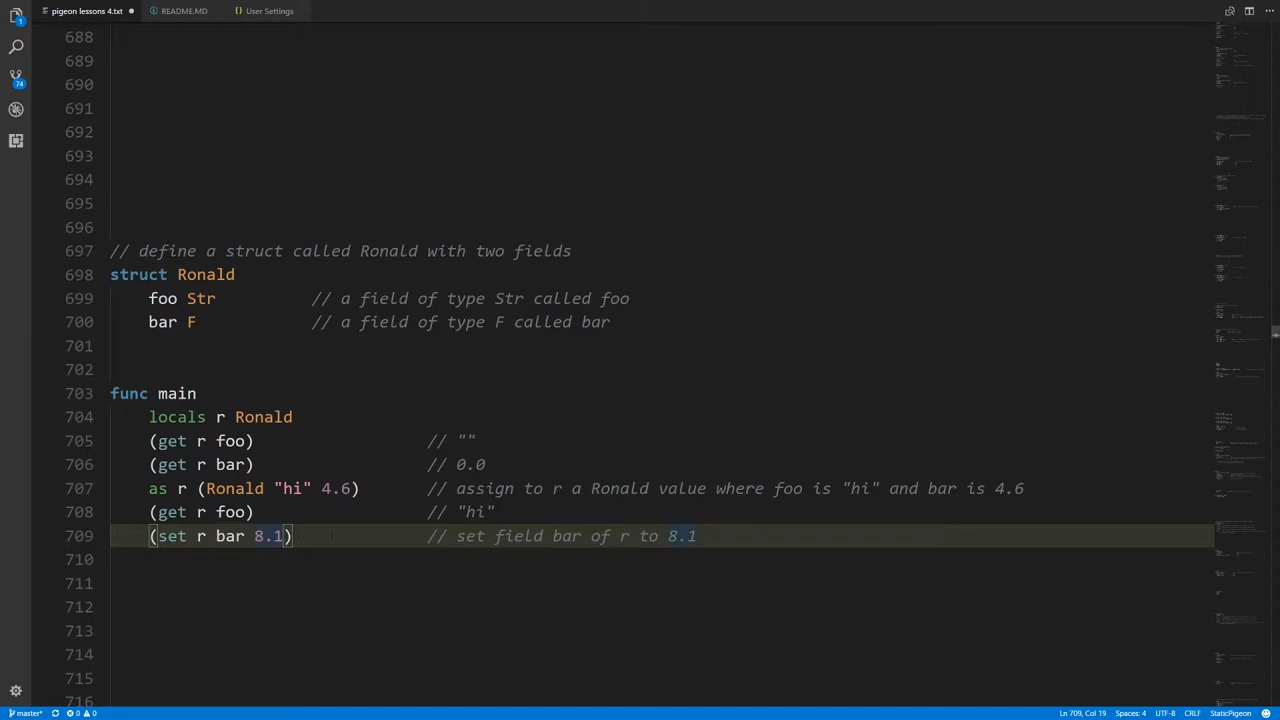 pigeon lessons 4.txt README.MD User Settings
688
689
690
691
692
693
694
695
696
697 // define a struct called Ronald with two fields
698 struct Ronald
699 foo Str // a field of type Str called foo
700 bar F // a field of type F called bar
701
702
703 func main
704 locals r Ronald
705 (get r foo) // ""
706 (get r bar) // 0.0
707 as r (Ronald "hi" 4.6) // assign to r a Ronald value where foo is "hi" and bar is 4.6
708 (get r foo) // "hi"
709 (set r bar 8.1) // set field bar of r to 8.1
710
711
712
713
714
715
716
1
74
master* 0 0 Ln 709, Col 19 Spaces: 4 UTF-8 CRLF StaticPigeon